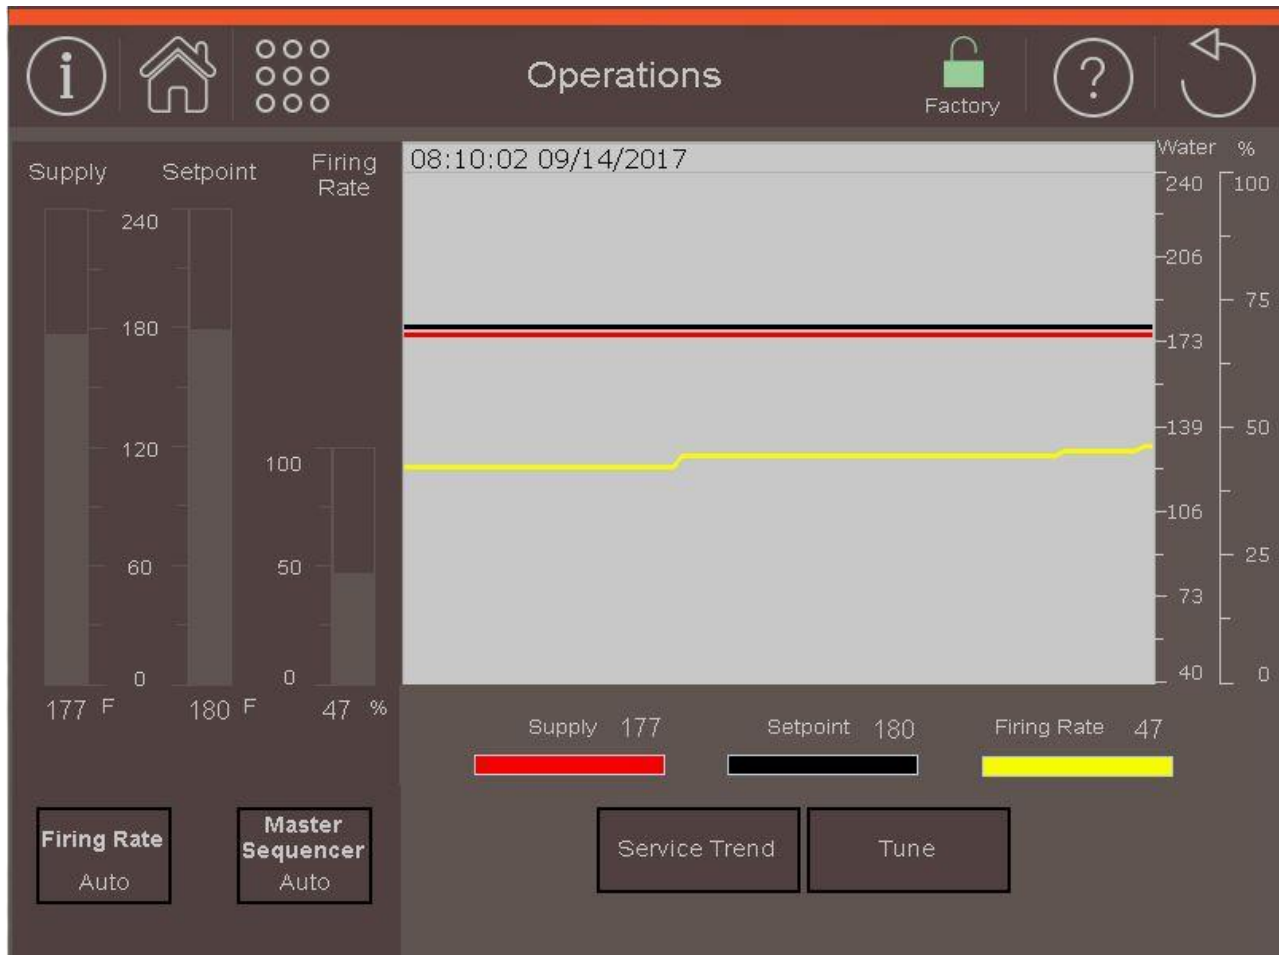 i
Operations
Factory
?
Supply
Setpoint
Firing
Rate
240
180
120
60
0
100
50
0
177 F
180 F
47 %
08:10:02 09/14/2017
Water %
240
206
173
139
106
73
40
100
75
50
25
0
Supply 177
Setpoint 180
Firing Rate 47
Firing Rate
Auto
Master
Sequencer
Auto
Service Trend
Tune